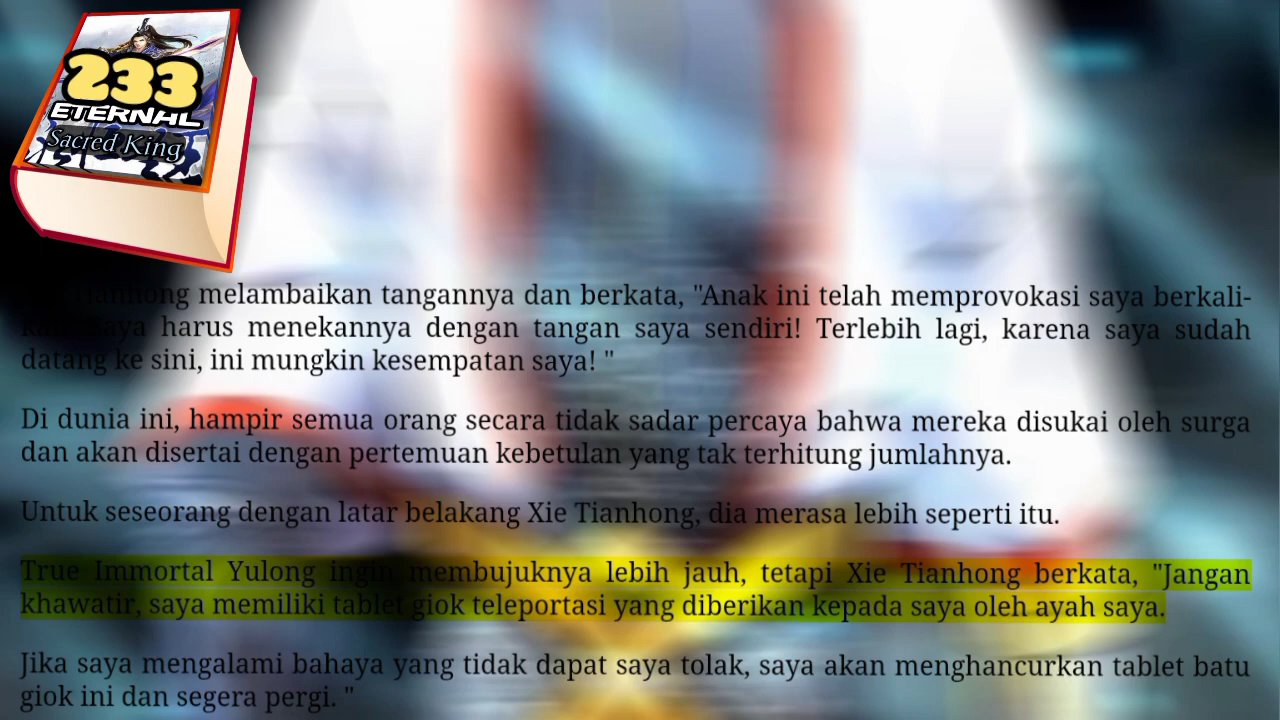 233
ETERNAL
Sacred King
Tianhong melambaikan tangannya dan berkata, "Anak ini telah memprovokasi saya berkali-
kali. Saya harus menekannya dengan tangan saya sendiri! Terlebih lagi, karena saya sudah
datang ke sini, ini mungkin kesempatan saya! "
Di dunia ini, hampir semua orang secara tidak sadar percaya bahwa mereka disukai oleh surga
dan akan disertai dengan pertemuan kebetulan yang tak terhitung jumlahnya.
Untuk seseorang dengan latar belakang Xie Tianhong, dia merasa lebih seperti itu.
True Immortal Yulong ingin membujuknya lebih jauh, tetapi Xie Tianhong berkata, "Jangan
khawatir, saya memiliki tablet giok teleportasi yang diberikan kepada saya oleh ayah saya.
Jika saya mengalami bahaya yang tidak dapat saya tolak, saya akan menghancurkan tablet batu
giok ini dan segera pergi. "